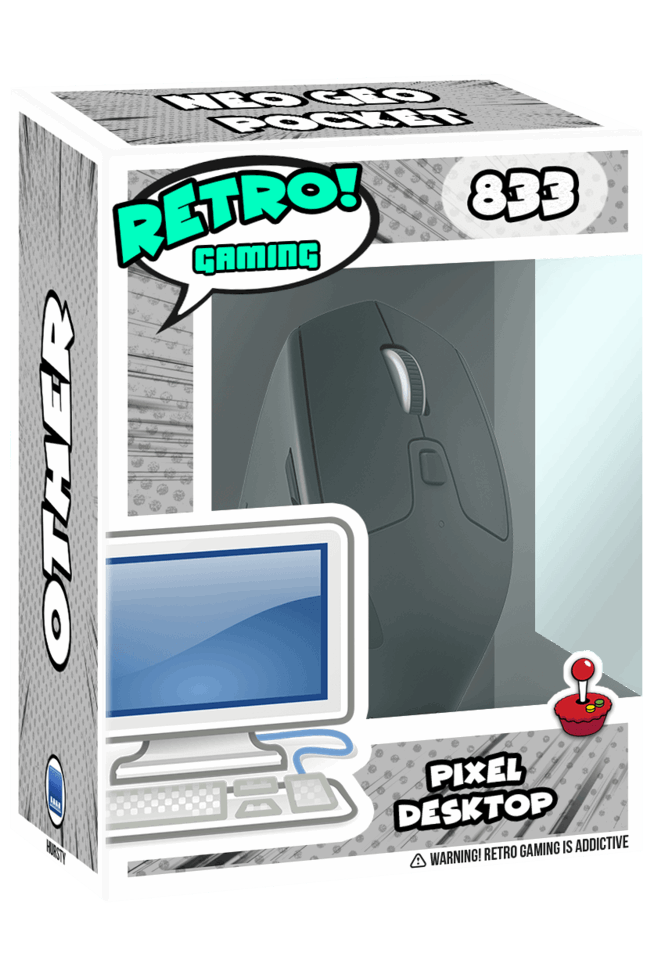 NEO GEO
POCKET
RETRO!
GAMING
833
OTHER
PIXEL
DESKTOP
WARNING! RETRO GAMING IS ADDICTIVE
HURSTY